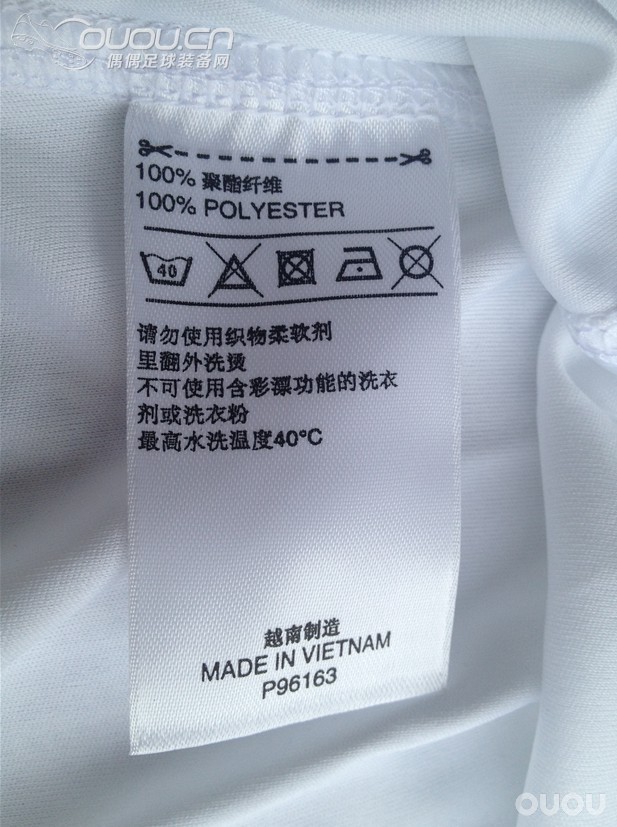 OUOU.CN
偶偶足球装备网
100% 聚酯纤维
100% POLYESTER
40
请勿使用织物柔软剂
里翻外洗烫
不可使用含彩漂功能的洗衣
剂或洗衣粉
最高水洗温度40°C
越南制造
MADE IN VIETNAM
P96163
OUOU